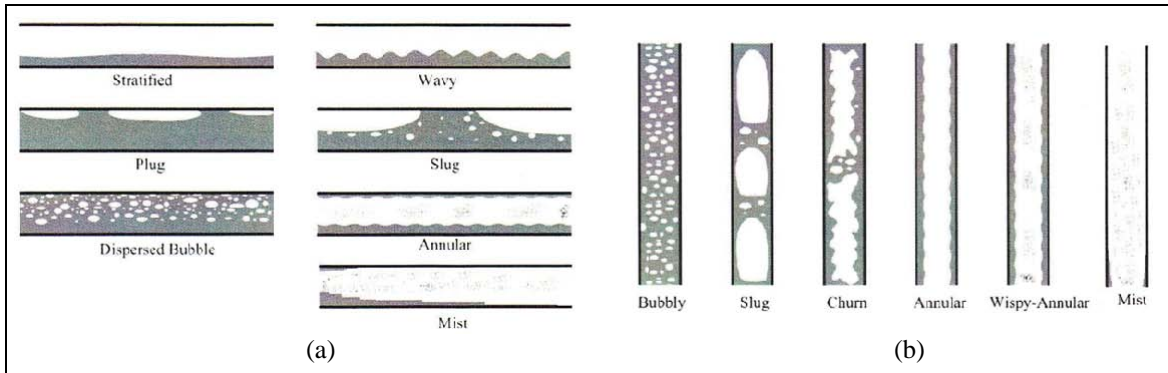 Stratified
Wavy
Plug
Slug
Dispersed Bubble
Annular
Mist
(a)
Bubbly Slug Churn Annular Wispy-Annular Mist
(b)